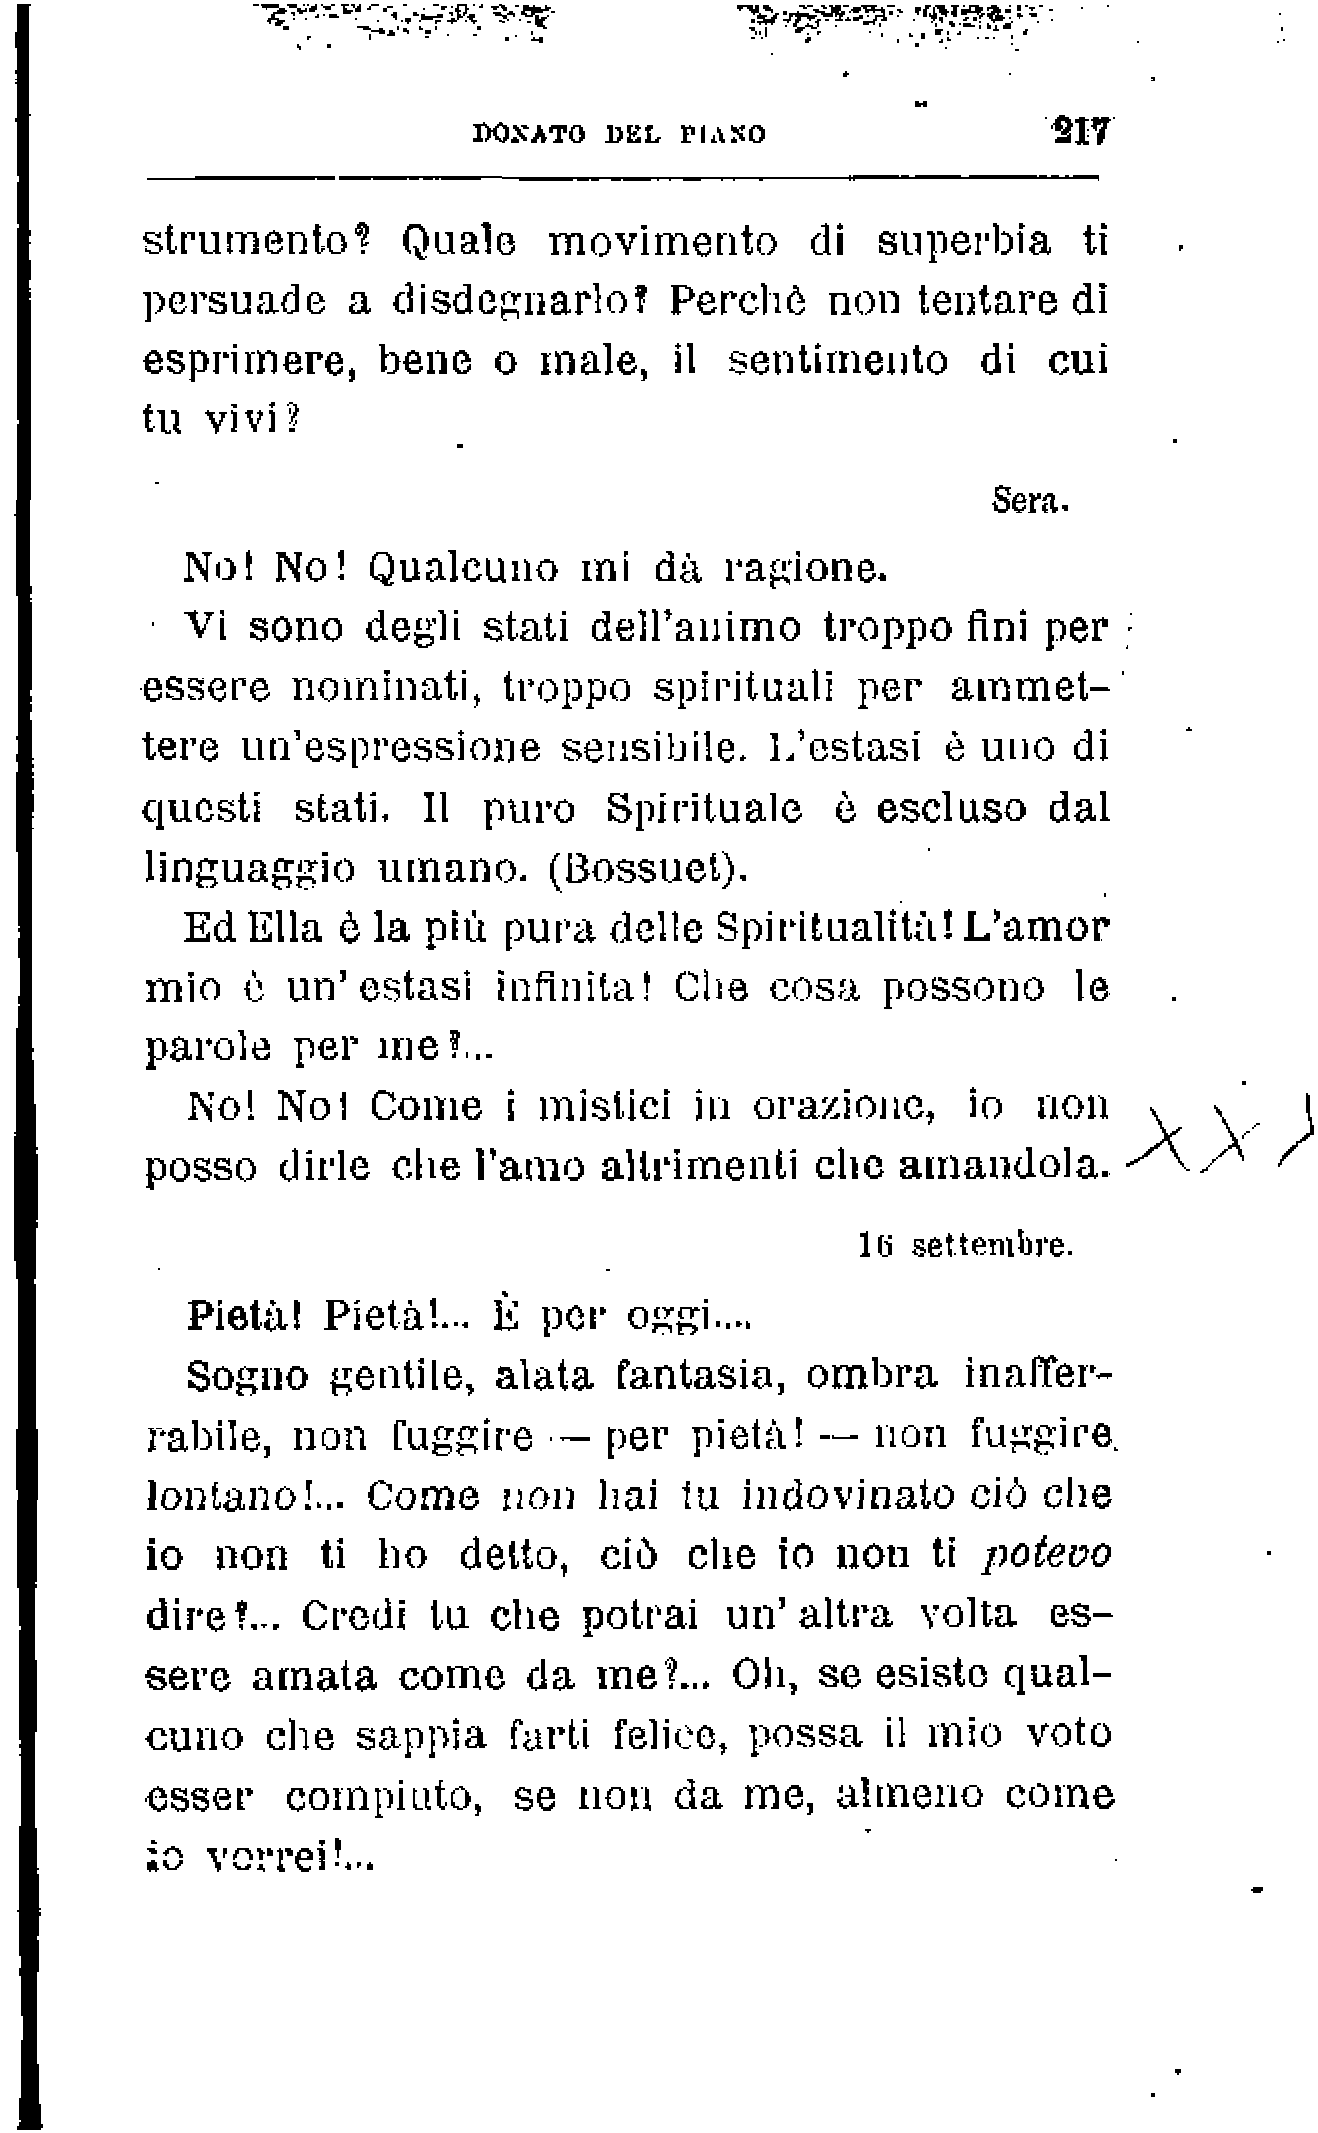 DONATO DEL PIANO 217
strumento? Quale movimento di superbia ti
persuade a disdegnarlo? Perchè non tentare di
esprimere, bene o male, il sentimento di cui
tu vivi?
Sera.
No! No! Qualcuno mi dà ragione.
Vi sono degli stati dell'animo troppo fini per
essere nominati, troppo spirituali per ammet-
tere un'espressione sensibile. L'estasi è uno di
questi stati. Il puro Spirituale è escluso dal
linguaggio umano. (Bossuet).
Ed Ella è la più pura delle Spiritualità! L'amor
mio è un' estasi infinita! Che cosa possono le
parole per me?...
No! No! Come i mistici in orazione, io non
posso dirle che l'amo altrimenti che amandola.
16 settembre.
Pietà! Pietà!... È per oggi....
Sogno gentile, alata fantasia, ombra inaffer-
rabile, non fuggire — per pietà! — non fuggire
lontano!... Come non hai tu indovinato ciò che
io non ti ho detto, ciò che io non ti potevo
dire?... Credi tu che potrai un' altra volta es-
sere amata come da me?... Oh, se esiste qual-
cuno che sappia farti felice, possa il mio voto
esser compiuto, se non da me, almeno come
io vorrei!...